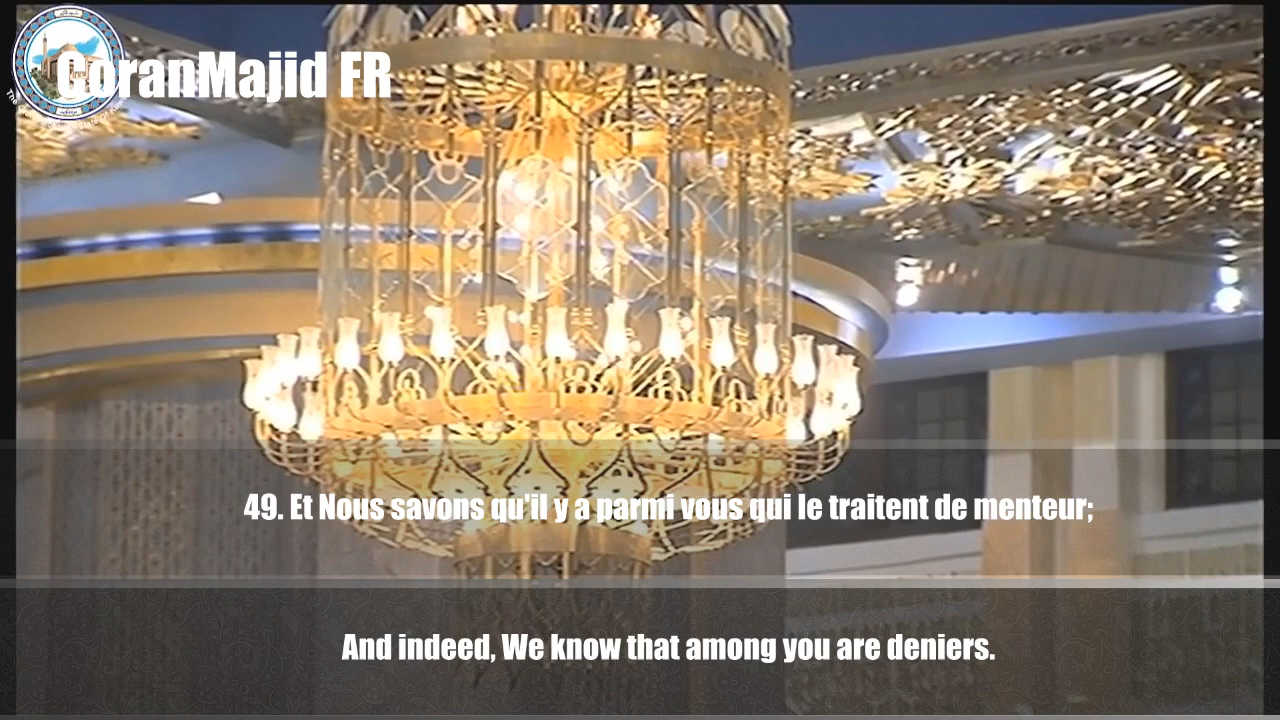 CoranMajid FR
49. Et Nous savons qu'il y a parmi vous qui le traitent de menteur;
And indeed, We know that among you are deniers.